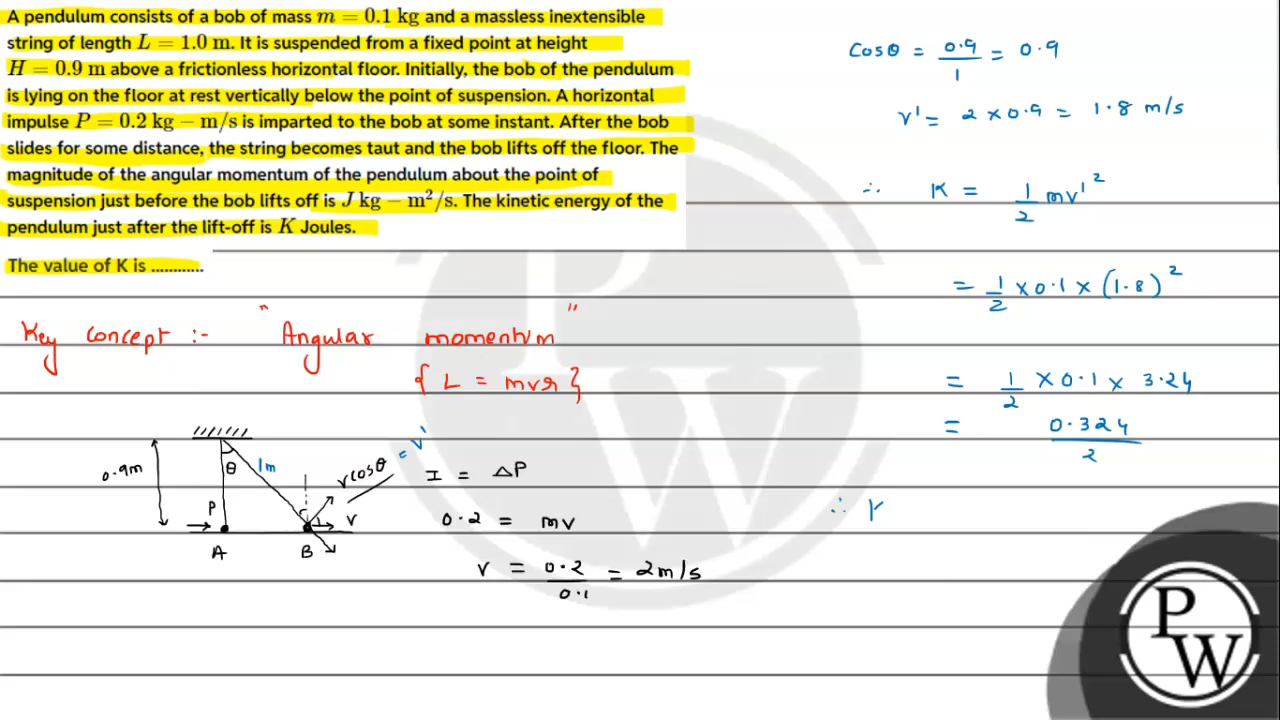 A pendulum consists of a bob of mass m = 0.1 kg and a massless inextensible
string of length L = 1.0 m. It is suspended from a fixed point at height
H = 0.9 m above a frictionless horizontal floor. Initially, the bob of the pendulum
is lying on the floor at rest vertically below the point of suspension. A horizontal
impulse P = 0.2 kg − m/s is imparted to the bob at some instant. After the bob
slides for some distance, the string becomes taut and the bob lifts off the floor. The
magnitude of the angular momentum of the pendulum about the point of
suspension just before the bob lifts off is J kg − m²/s. The kinetic energy of the
pendulum just after the lift-off is K Joules.
The value of K is ............
Key concept :- " Angular momentum "
{ L = mvr }
0.9m
θ
1m
v cosθ = v'
P
v
A
B
I = ΔP
0.2 = mv
v = 0.2/0.1 = 2m/s
Cosθ = 0.9/1 = 0.9
v' = 2 × 0.9 = 1.8 m/s
∴ K = 1/2 mv'²
= 1/2 × 0.1 × (1.8)²
= 1/2 × 0.1 × 3.24
= 0.324/2
∴
PW
PW